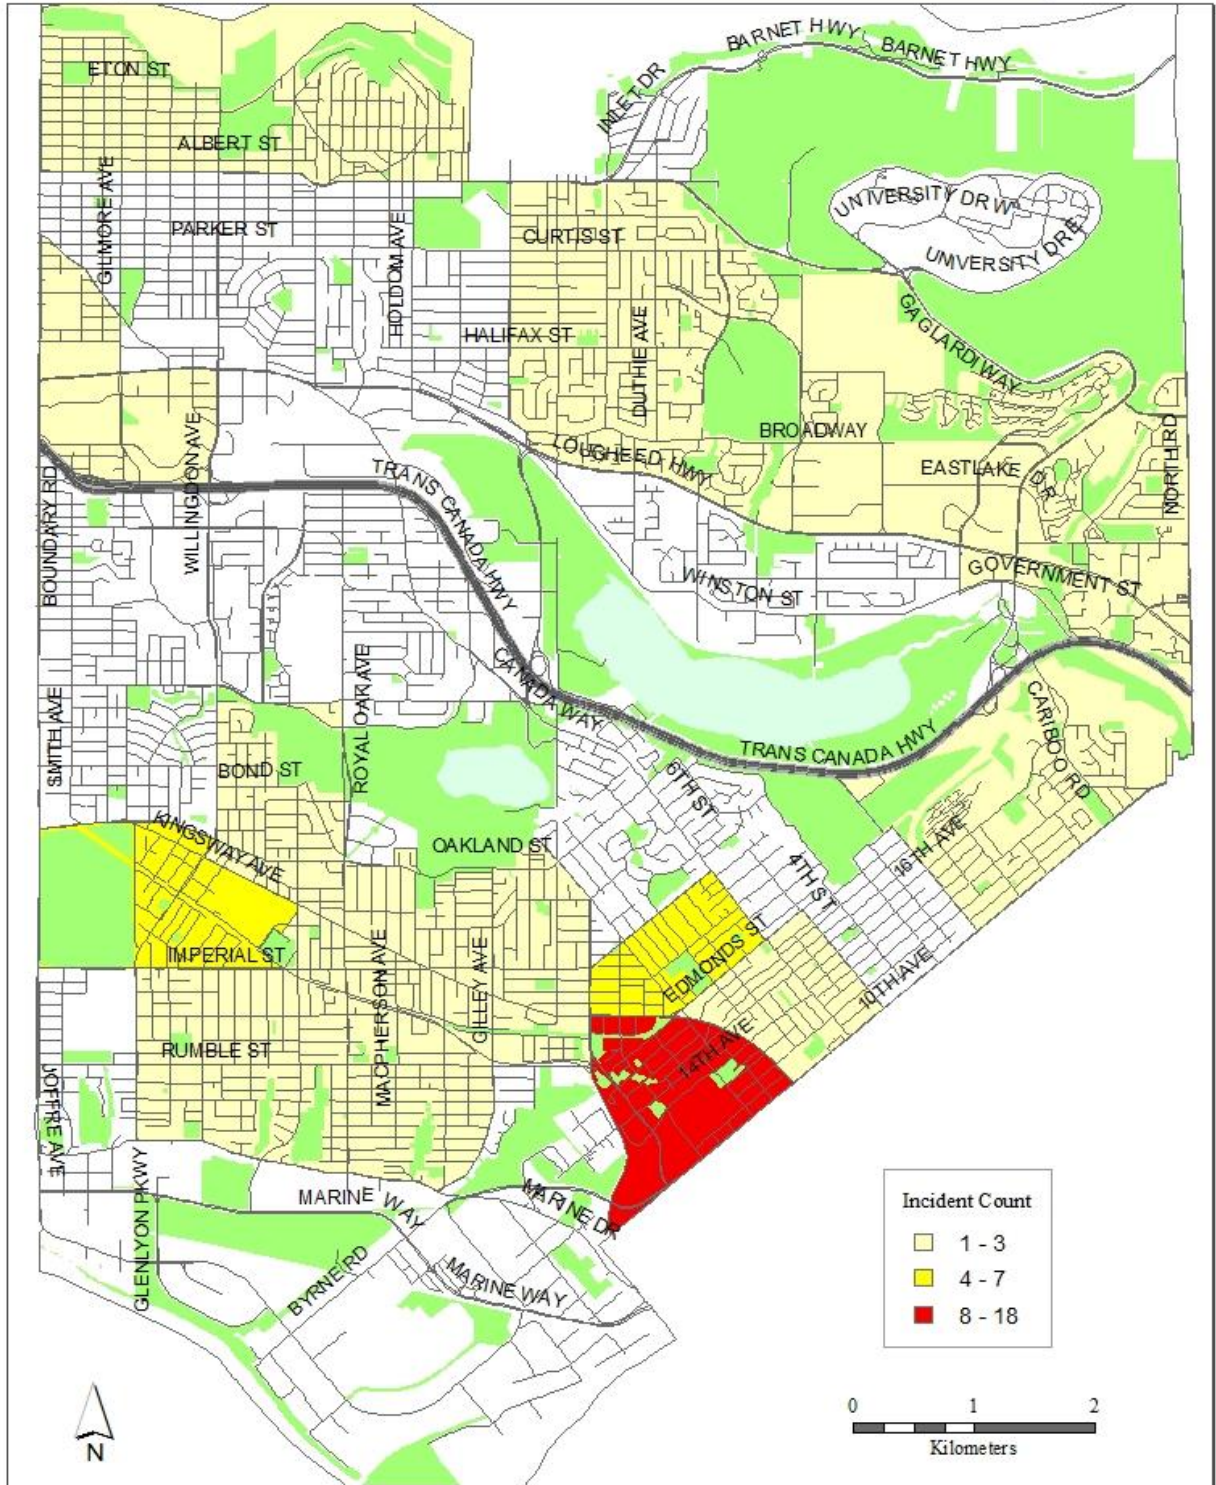 BARNET HWY
BARNET HWY
ETON ST
INLET DR
ALBERT ST
GILMORE AVE
PARKER ST
HOLDOM AVE
CURTIS ST
UNIVERSITY DR W
UNIVERSITY DR E
HALIFAX ST
DUTHIE AVE
GAGLARDI WAY
BROADWAY
LOUGHEED HWY
WILLINGDON AVE
TRANS CANADA HWY
EASTLAKE DR
NORTH RD
BOUNDARY RD
WINSTON ST
GOVERNMENT ST
CANADA WAY
ROYAL OAK AVE
SMITH AVE
BOND ST
TRANS CANADA HWY
CARIBOO RD
6TH ST
KINGSWAY AVE
OAKLAND ST
4TH ST
16TH AVE
IMPERIAL ST
MACPHERSON AVE
GILLEY AVE
EDMONDS ST
10TH AVE
RUMBLE ST
14TH AVE
JOFFRE AVE
GLENLYON PKWY
MARINE WAY
MARINE DR
BYRNE RD
MARINE WAY
Incident Count
1 - 3
4 - 7
8 - 18
0 1 2
Kilometers
N